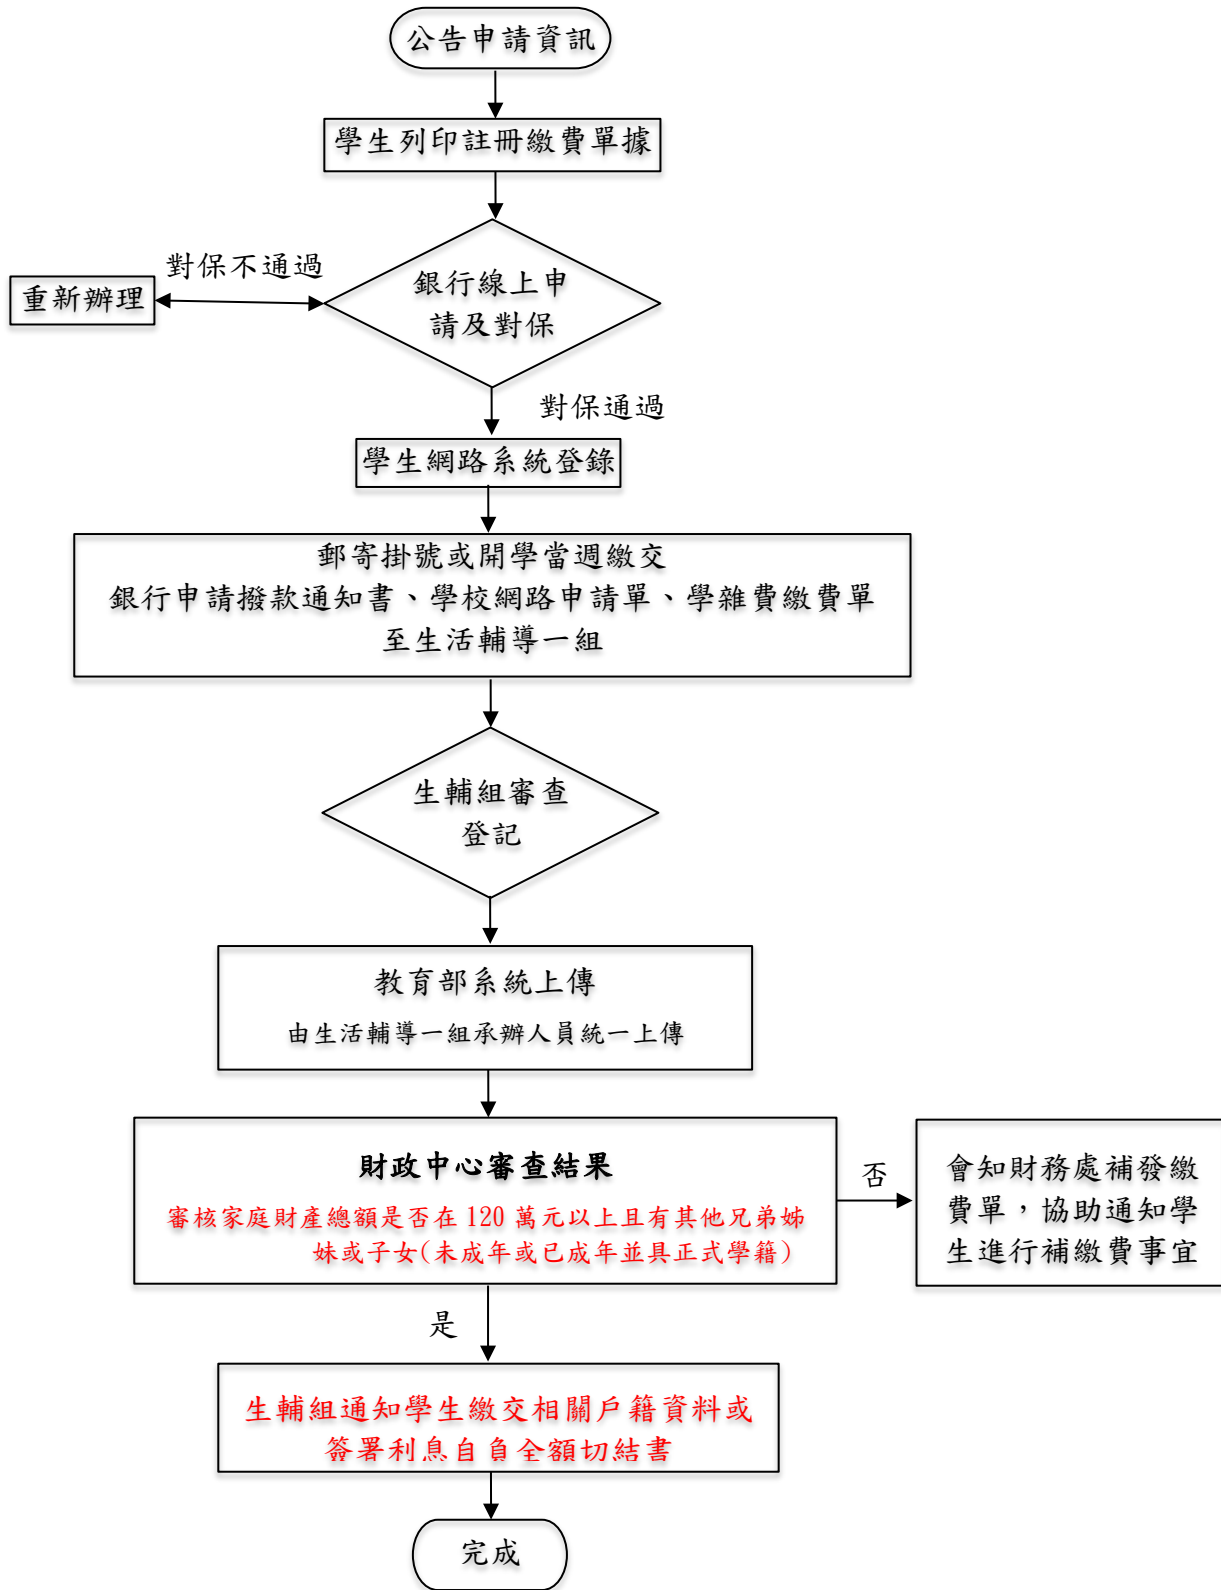 公告申請資訊
學生列印註冊繳費單據
對保不通過
重新辦理
銀行線上申
請及對保
對保通過
學生網路系統登錄
郵寄掛號或開學當週繳交
銀行申請撥款通知書、學校網路申請單、學雜費繳費單
至生活輔導一組
生輔組審查
登記
教育部系統上傳
由生活輔導一組承辦人員統一上傳
財政中心審查結果
審核家庭財產總額是否在 120 萬元以上且有其他兄弟姊
妹或子女(未成年或已成年並具正式學籍)
否
會知財務處補發繳
費單，協助通知學
生進行補繳費事宜
是
生輔組通知學生繳交相關戶籍資料或
簽署利息自負全額切結書
完成